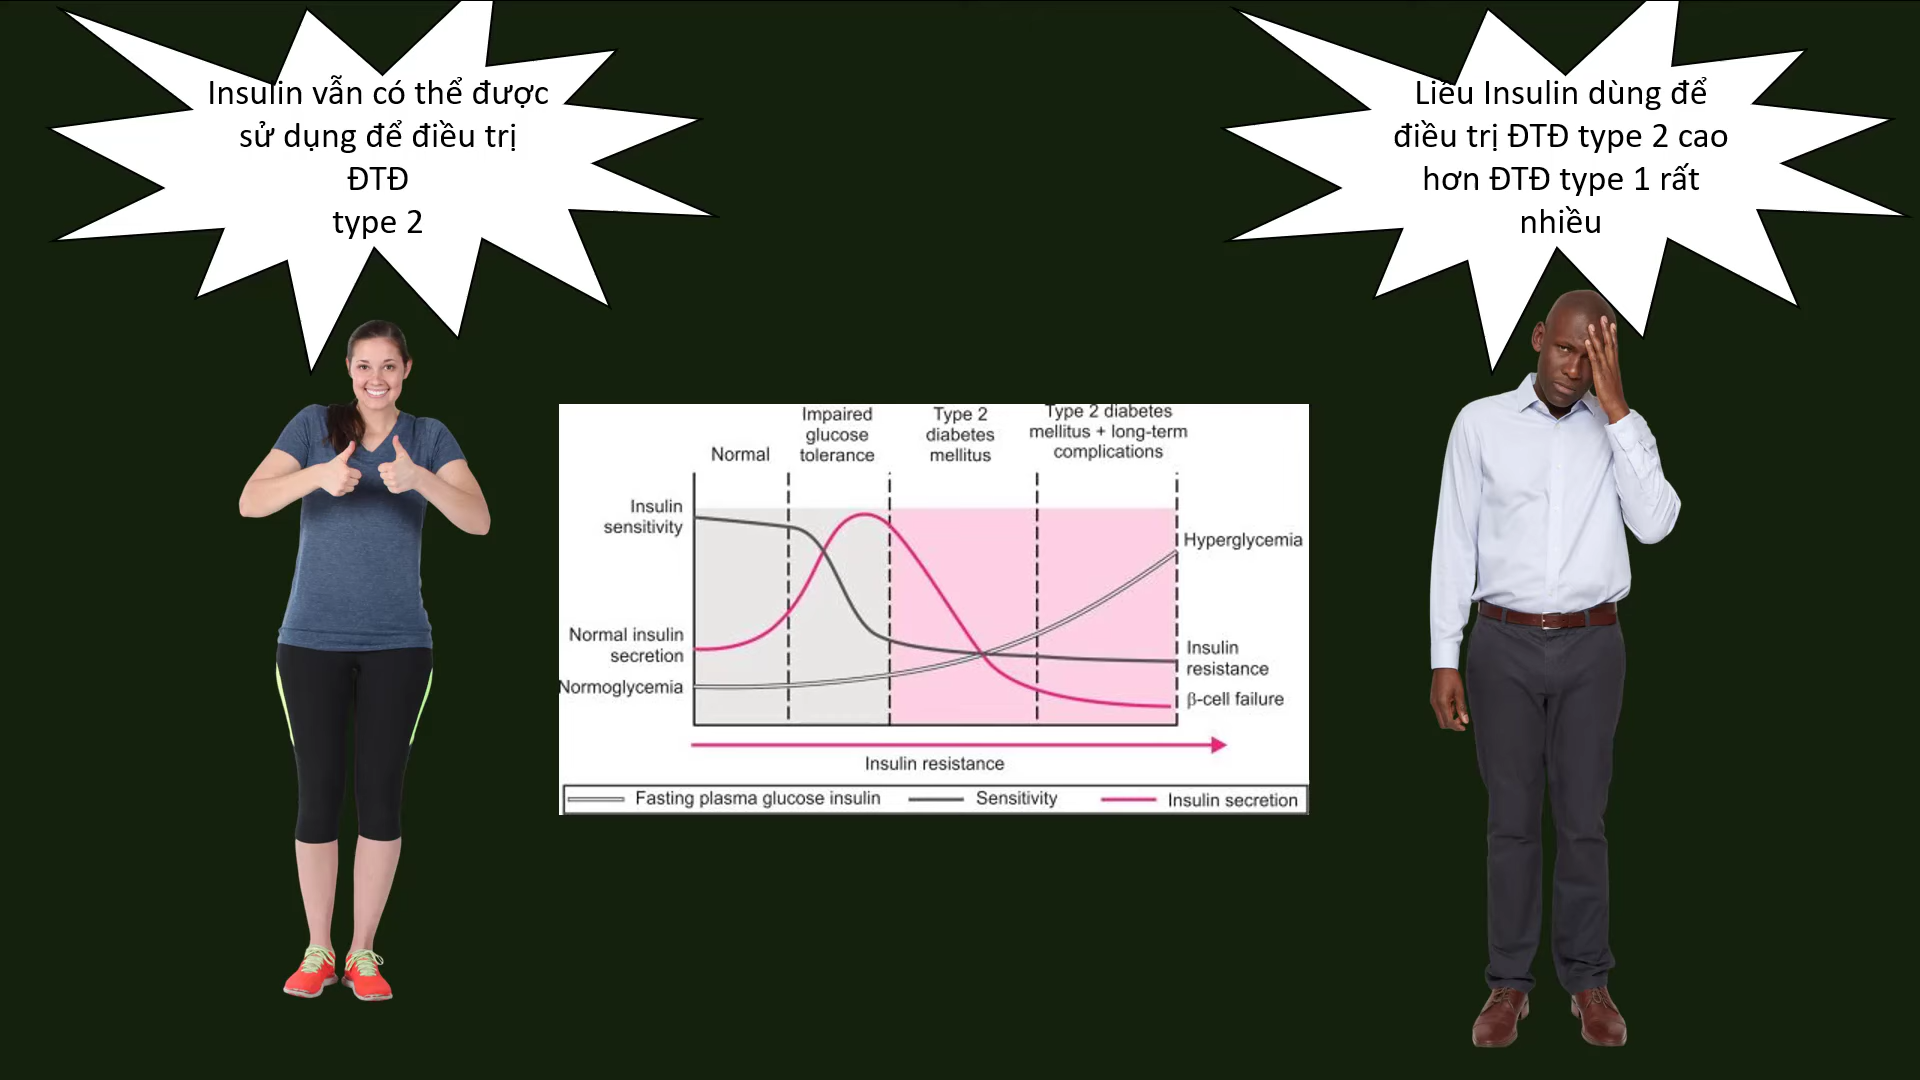 Insulin vẫn có thể được
sử dụng để điều trị
ĐTĐ
type 2
Liều Insulin dùng để
điều trị ĐTĐ type 2 cao
hơn ĐTĐ type 1 rất
nhiều
Normal
Impaired
glucose
tolerance
Type 2
diabetes
mellitus
Type 2 diabetes
mellitus + long-term
complications
Insulin
sensitivity
Normal insulin
secretion
Normoglycemia
Hyperglycemia
Insulin
resistance
β-cell failure
Insulin resistance
Fasting plasma glucose insulin
Sensitivity
Insulin secretion